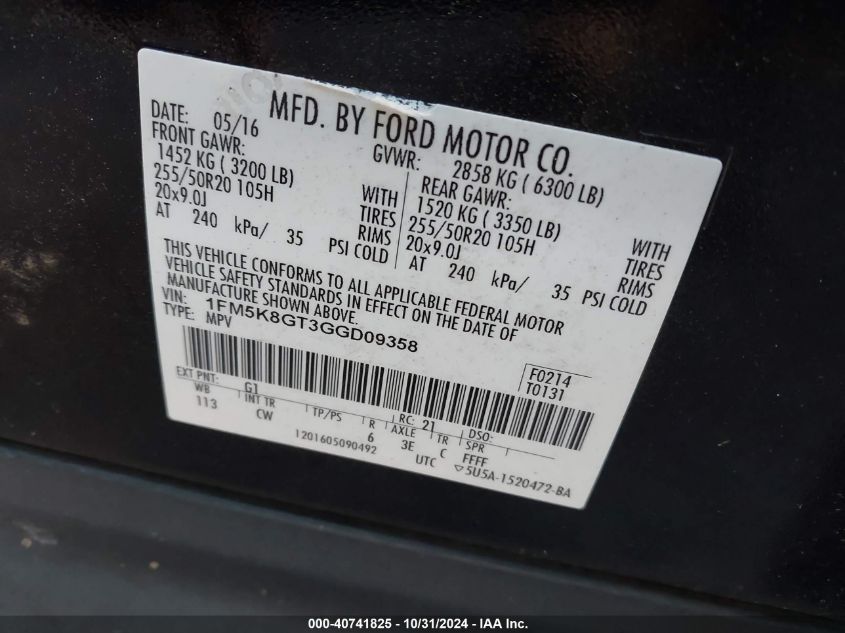 MFD. BY FORD MOTOR CO.
DATE: 05/16 GVWR: 2858 KG ( 6300 LB)
FRONT GAWR: REAR GAWR:
1452 KG ( 3200 LB) WITH 1520 KG ( 3350 LB) WITH
255/50R20 105H TIRES 255/50R20 105H TIRES
20x9.0J RIMS 20x9.0J RIMS
AT 240 kPa/ 35 PSI COLD AT 240 kPa/ 35 PSI COLD
THIS VEHICLE CONFORMS TO ALL APPLICABLE FEDERAL MOTOR
VEHICLE SAFETY STANDARDS IN EFFECT ON THE DATE OF
MANUFACTURE SHOWN ABOVE.
VIN: 1FM5K8GT3GGD09358
TYPE: MPV
F0214
T0131
EXT PNT: G1 RC: 21 DSO:
WB INT TR TP/PS R AXLE TR SPR
113 CW 6 3E C FFFF
1201605090492 UTC ▽5U5A-1520472-BA
000-40741825 - 10/31/2024 - IAA Inc.